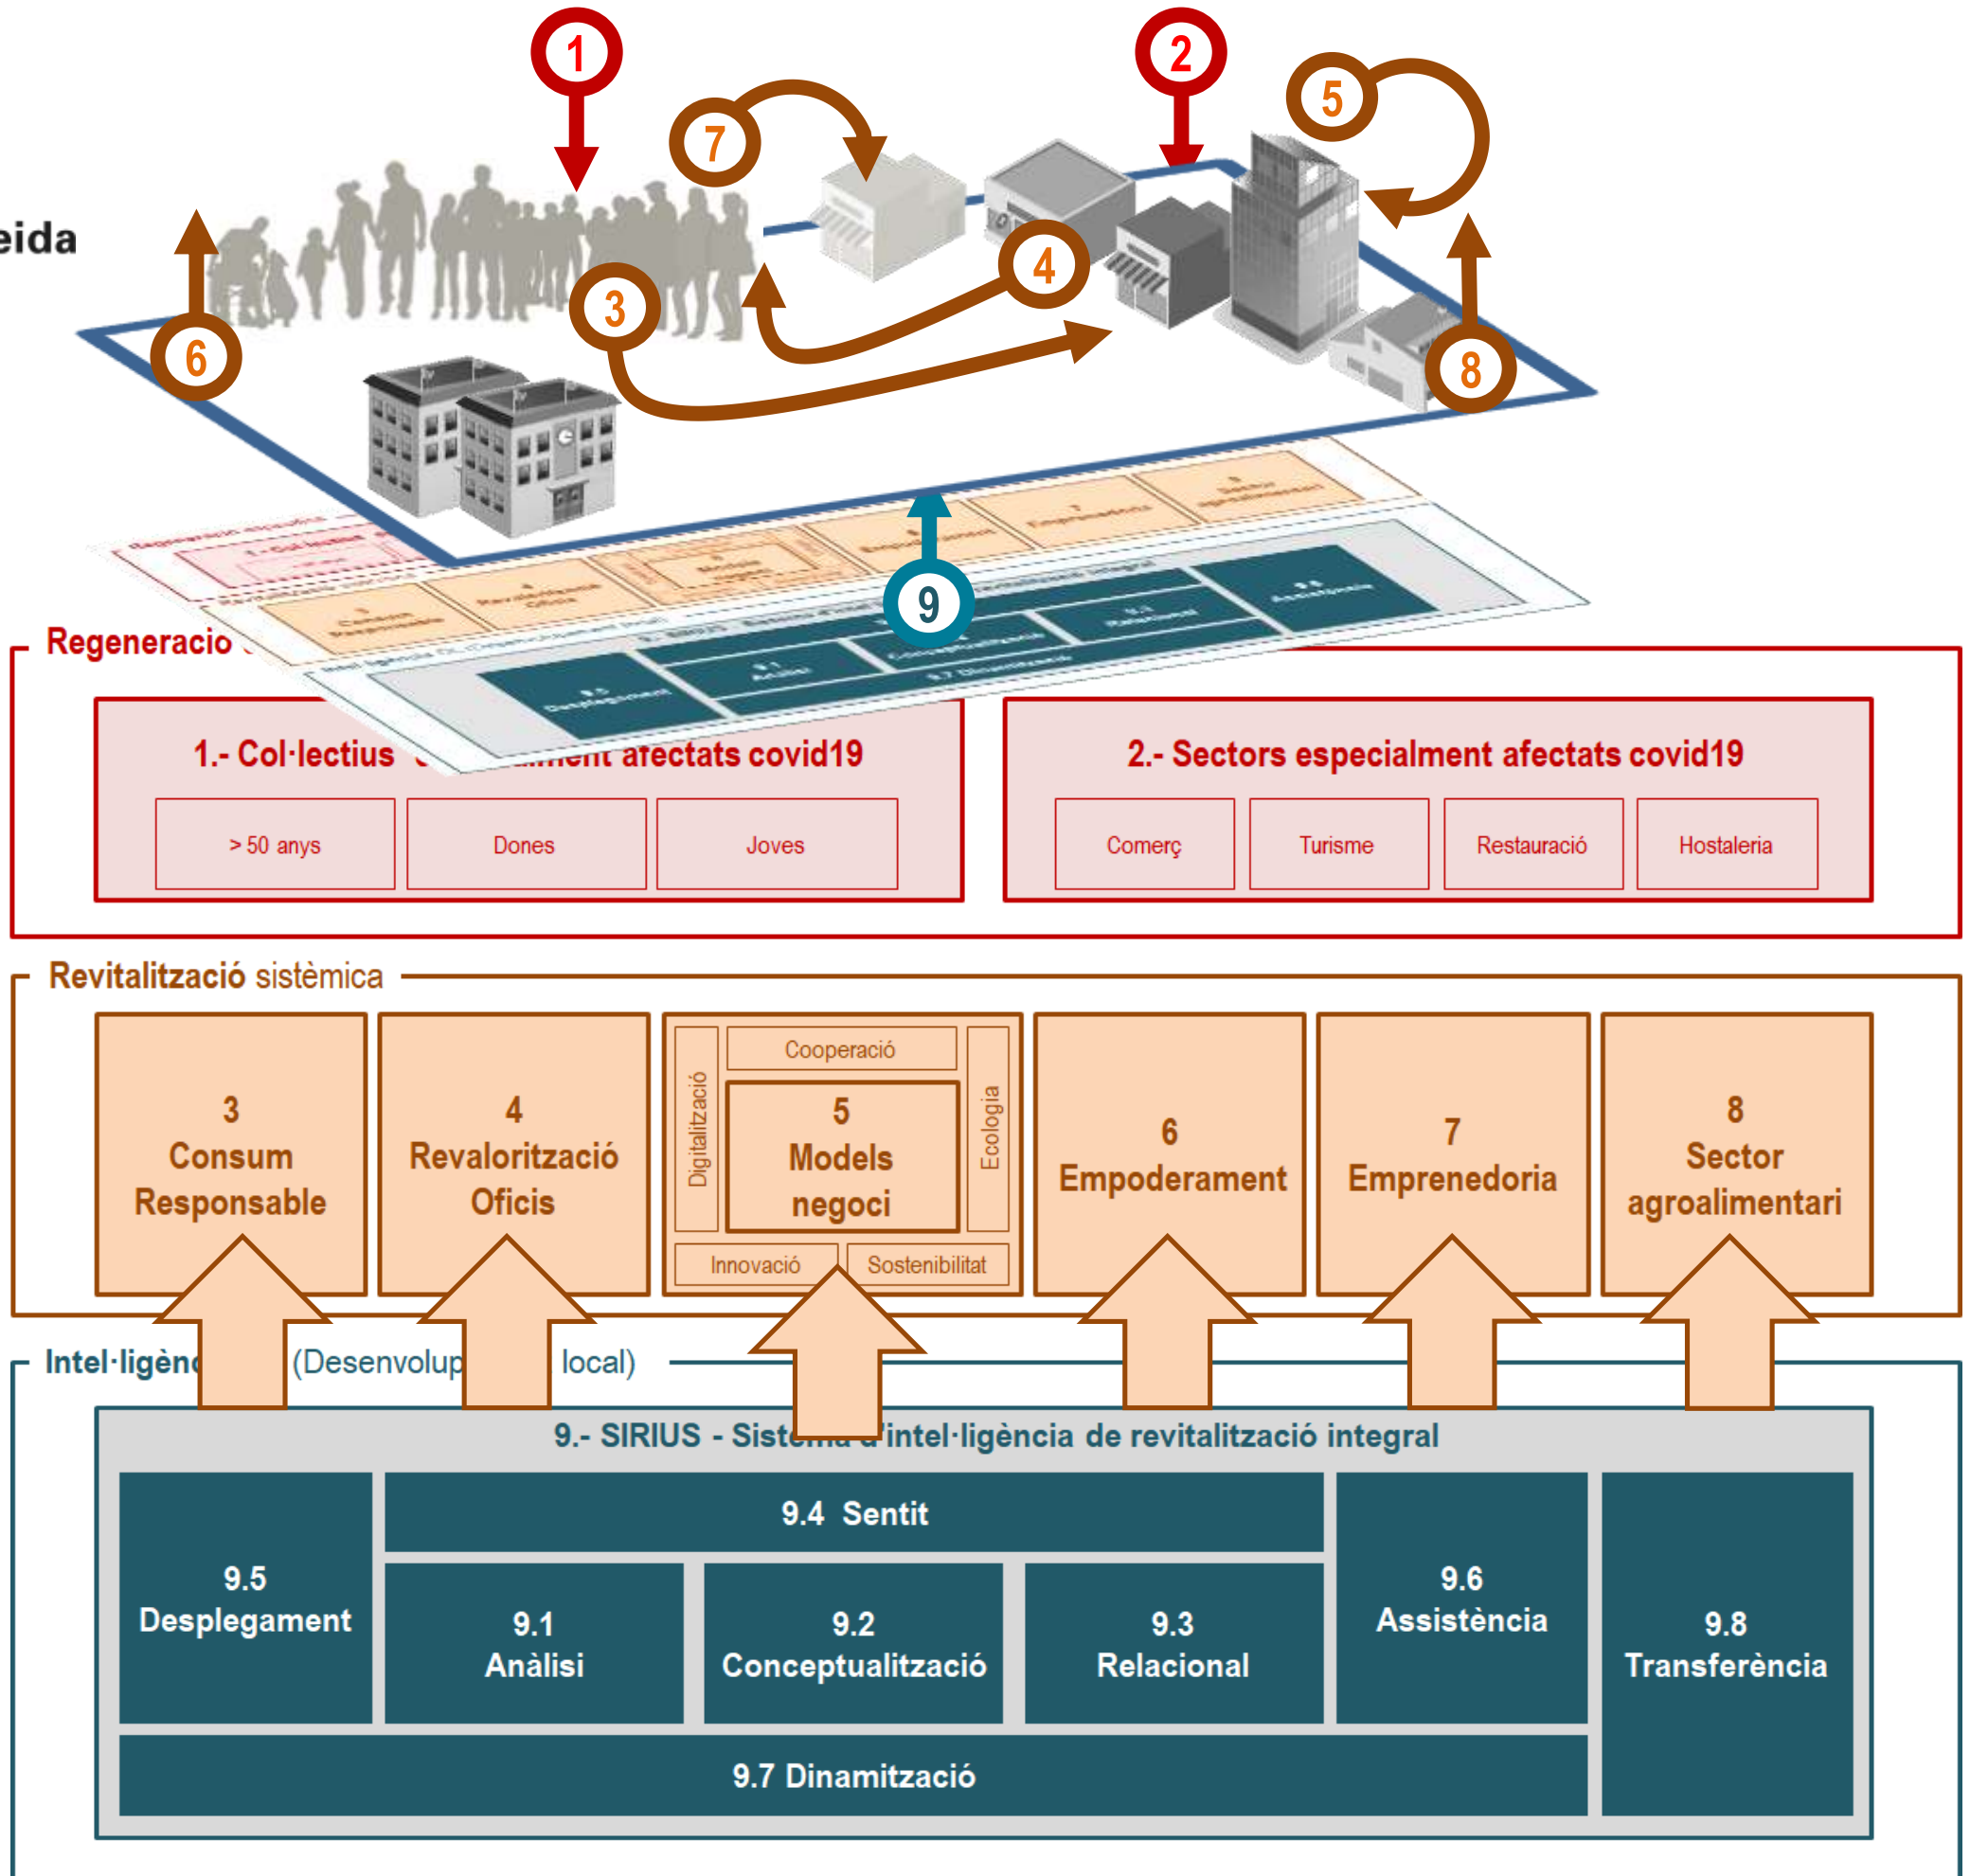 1
2
5
7
eida
4
3
6
8
9
Regeneració
1.- Col·lectius afectats covid19
2.- Sectors especialment afectats covid19
> 50 anys
Dones
Joves
Comerç
Turisme
Restauració
Hostaleria
Revitalització sistèmica
3
Consum
Responsable
4
Revalorització
Oficis
Cooperació
Digitalització
Ecologia
5
Models
negoci
Innovació
Sostenibilitat
6
Empoderament
7
Emprenedoria
8
Sector
agroalimentari
(Desenvolup local)
9.- SIRIUS - Sistema d'intel·ligència de revitalització integral
9.4 Sentit
9.5
Desplegament
9.1
Anàlisi
9.2
Conceptualització
9.3
Relacional
9.6
Assistència
9.8
Transferència
9.7 Dinamització